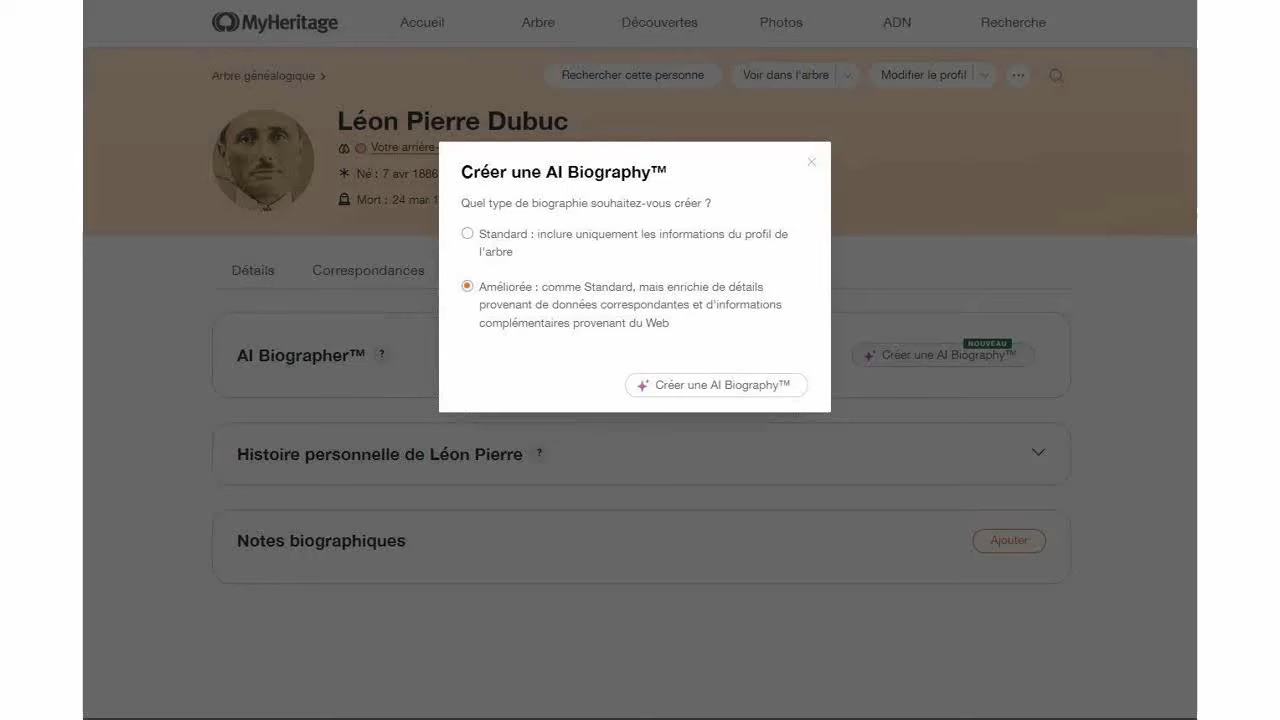 MyHeritage Accueil Arbre Découvertes Photos ADN Recherche
Arbre généalogique
Rechercher cette personne Voir dans l'arbre Modifier le profil
Léon Pierre Dubuc
Votre arrière-
Né : 7 avr 1886
Mort : 24 mar 1
Créer une AI Biography™
Quel type de biographie souhaitez-vous créer ?
Standard : inclure uniquement les informations du profil de
l'arbre
Améliorée : comme Standard, mais enrichie de détails
provenant de données correspondantes et d'informations
complémentaires provenant du Web
Créer une AI Biography™
Détails Correspondances
AI Biographer™ ?
NOUVEAU
Créer une AI Biography™
Histoire personnelle de Léon Pierre ?
Notes biographiques
Ajouter